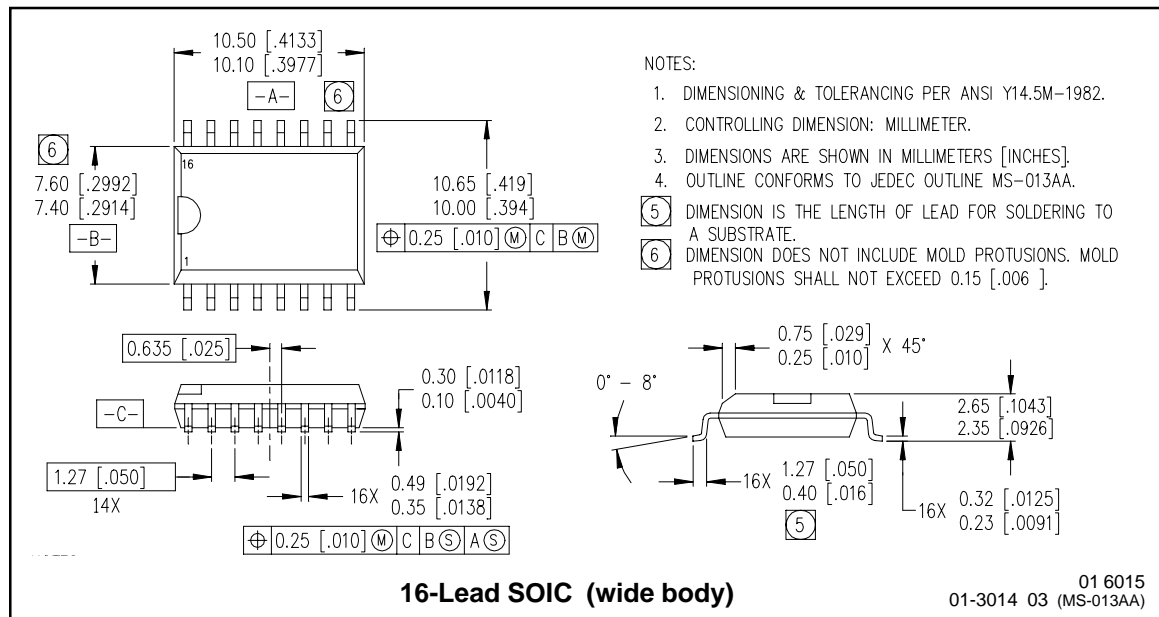 10.50 [.4133]
10.10 [.3977]
-A-
6
6
7.60 [.2992]
7.40 [.2914]
-B-
16
1
10.65 [.419]
10.00 [.394]
⌖ 0.25 [.010] Ⓜ C B Ⓜ
NOTES:
1. DIMENSIONING & TOLERANCING PER ANSI Y14.5M-1982.
2. CONTROLLING DIMENSION: MILLIMETER.
3. DIMENSIONS ARE SHOWN IN MILLIMETERS [INCHES].
4. OUTLINE CONFORMS TO JEDEC OUTLINE MS-013AA.
5 DIMENSION IS THE LENGTH OF LEAD FOR SOLDERING TO
A SUBSTRATE.
6 DIMENSION DOES NOT INCLUDE MOLD PROTUSIONS. MOLD
PROTUSIONS SHALL NOT EXCEED 0.15 [.006 ].
0.635 [.025]
-C-
0.30 [.0118]
0.10 [.0040]
1.27 [.050]
14X
16X
0.49 [.0192]
0.35 [.0138]
⌖ 0.25 [.010] Ⓜ C B Ⓢ A Ⓢ
0.75 [.029]
0.25 [.010]
X 45°
0° - 8°
2.65 [.1043]
2.35 [.0926]
16X
1.27 [.050]
0.40 [.016]
5
16X
0.32 [.0125]
0.23 [.0091]
16-Lead SOIC (wide body)
01 6015
01-3014 03 (MS-013AA)